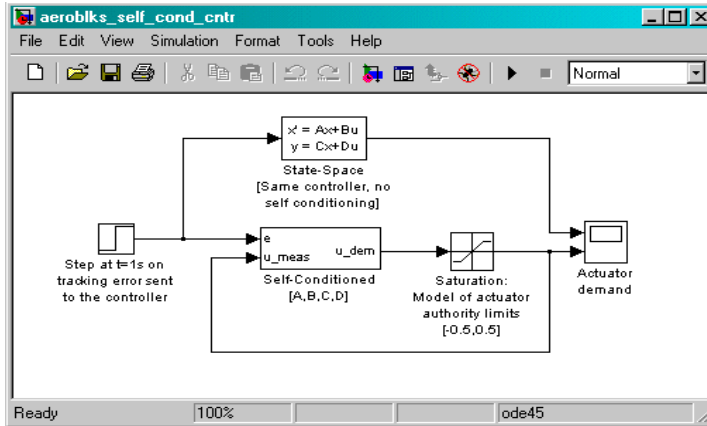 aeroblks_self_cond_cntr
File Edit View Simulation Format Tools Help
Normal
x' = Ax+Bu
y = Cx+Du
State-Space
[Same controller, no
self conditioning]
Step at t=1s on
tracking error sent
to the controller
e
u_meas
u_dem
Self-Conditioned
[A,B,C,D]
Saturation:
Model of actuator
authority limits
[-0.5,0.5]
Actuator
demand
Ready 100% ode45